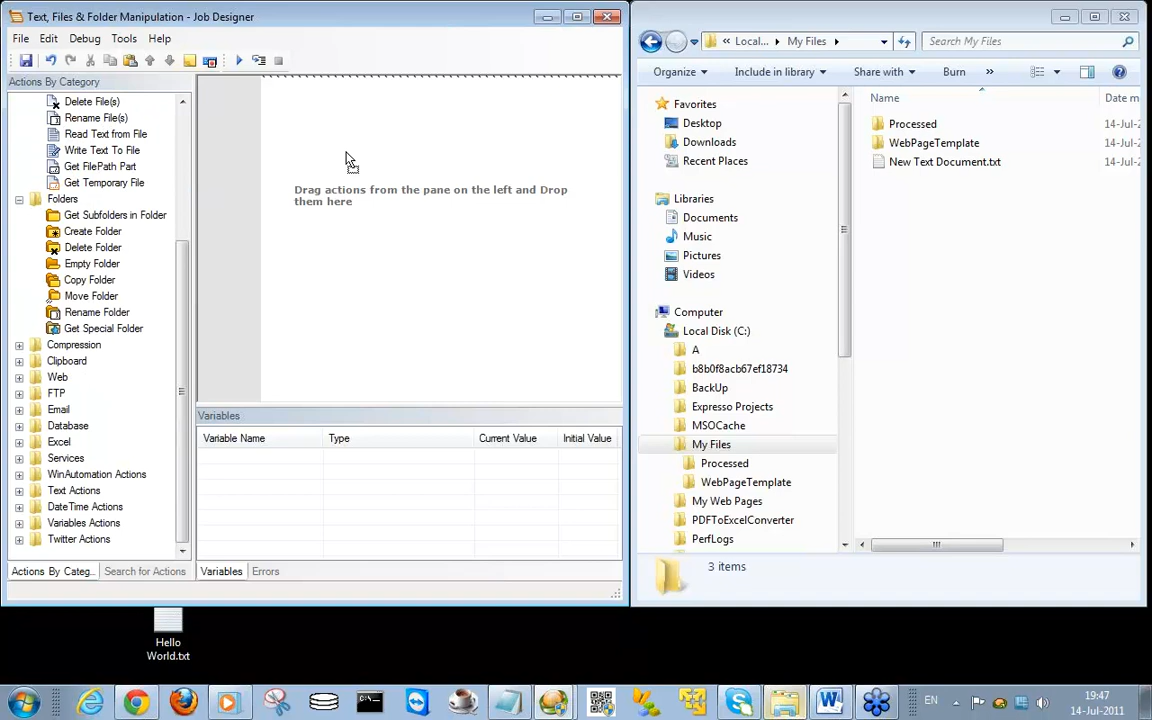 Text, Files & Folder Manipulation - Job Designer
File Edit Debug Tools Help
Actions By Category
Delete File(s)
Rename File(s)
Read Text from File
Write Text To File
Get FilePath Part
Get Temporary File
Folders
Get Subfolders in Folder
Create Folder
Delete Folder
Empty Folder
Copy Folder
Move Folder
Rename Folder
Get Special Folder
Compression
Clipboard
Web
FTP
Email
Database
Excel
Services
WinAutomation Actions
Text Actions
DateTime Actions
Variables Actions
Twitter Actions
Actions By Categ... Search for Actions
Drag actions from the pane on the left and Drop
them here
Variables
Variable Name Type Current Value Initial Value
Variables Errors
« Local... My Files
Search My Files
Organize Include in library Share with Burn »
Favorites
Desktop
Downloads
Recent Places
Libraries
Documents
Music
Pictures
Videos
Computer
Local Disk (C:)
A
b8b0f8acb67ef18734
BackUp
Expresso Projects
MSOCache
My Files
Processed
WebPageTemplate
My Web Pages
PDFToExcelConverter
PerfLogs
Name Date m
Processed 14-Jul-2
WebPageTemplate 14-Jul-2
New Text Document.txt 14-Jul-2
3 items
Hello
World.txt
EN
19:47
14-Jul-2011